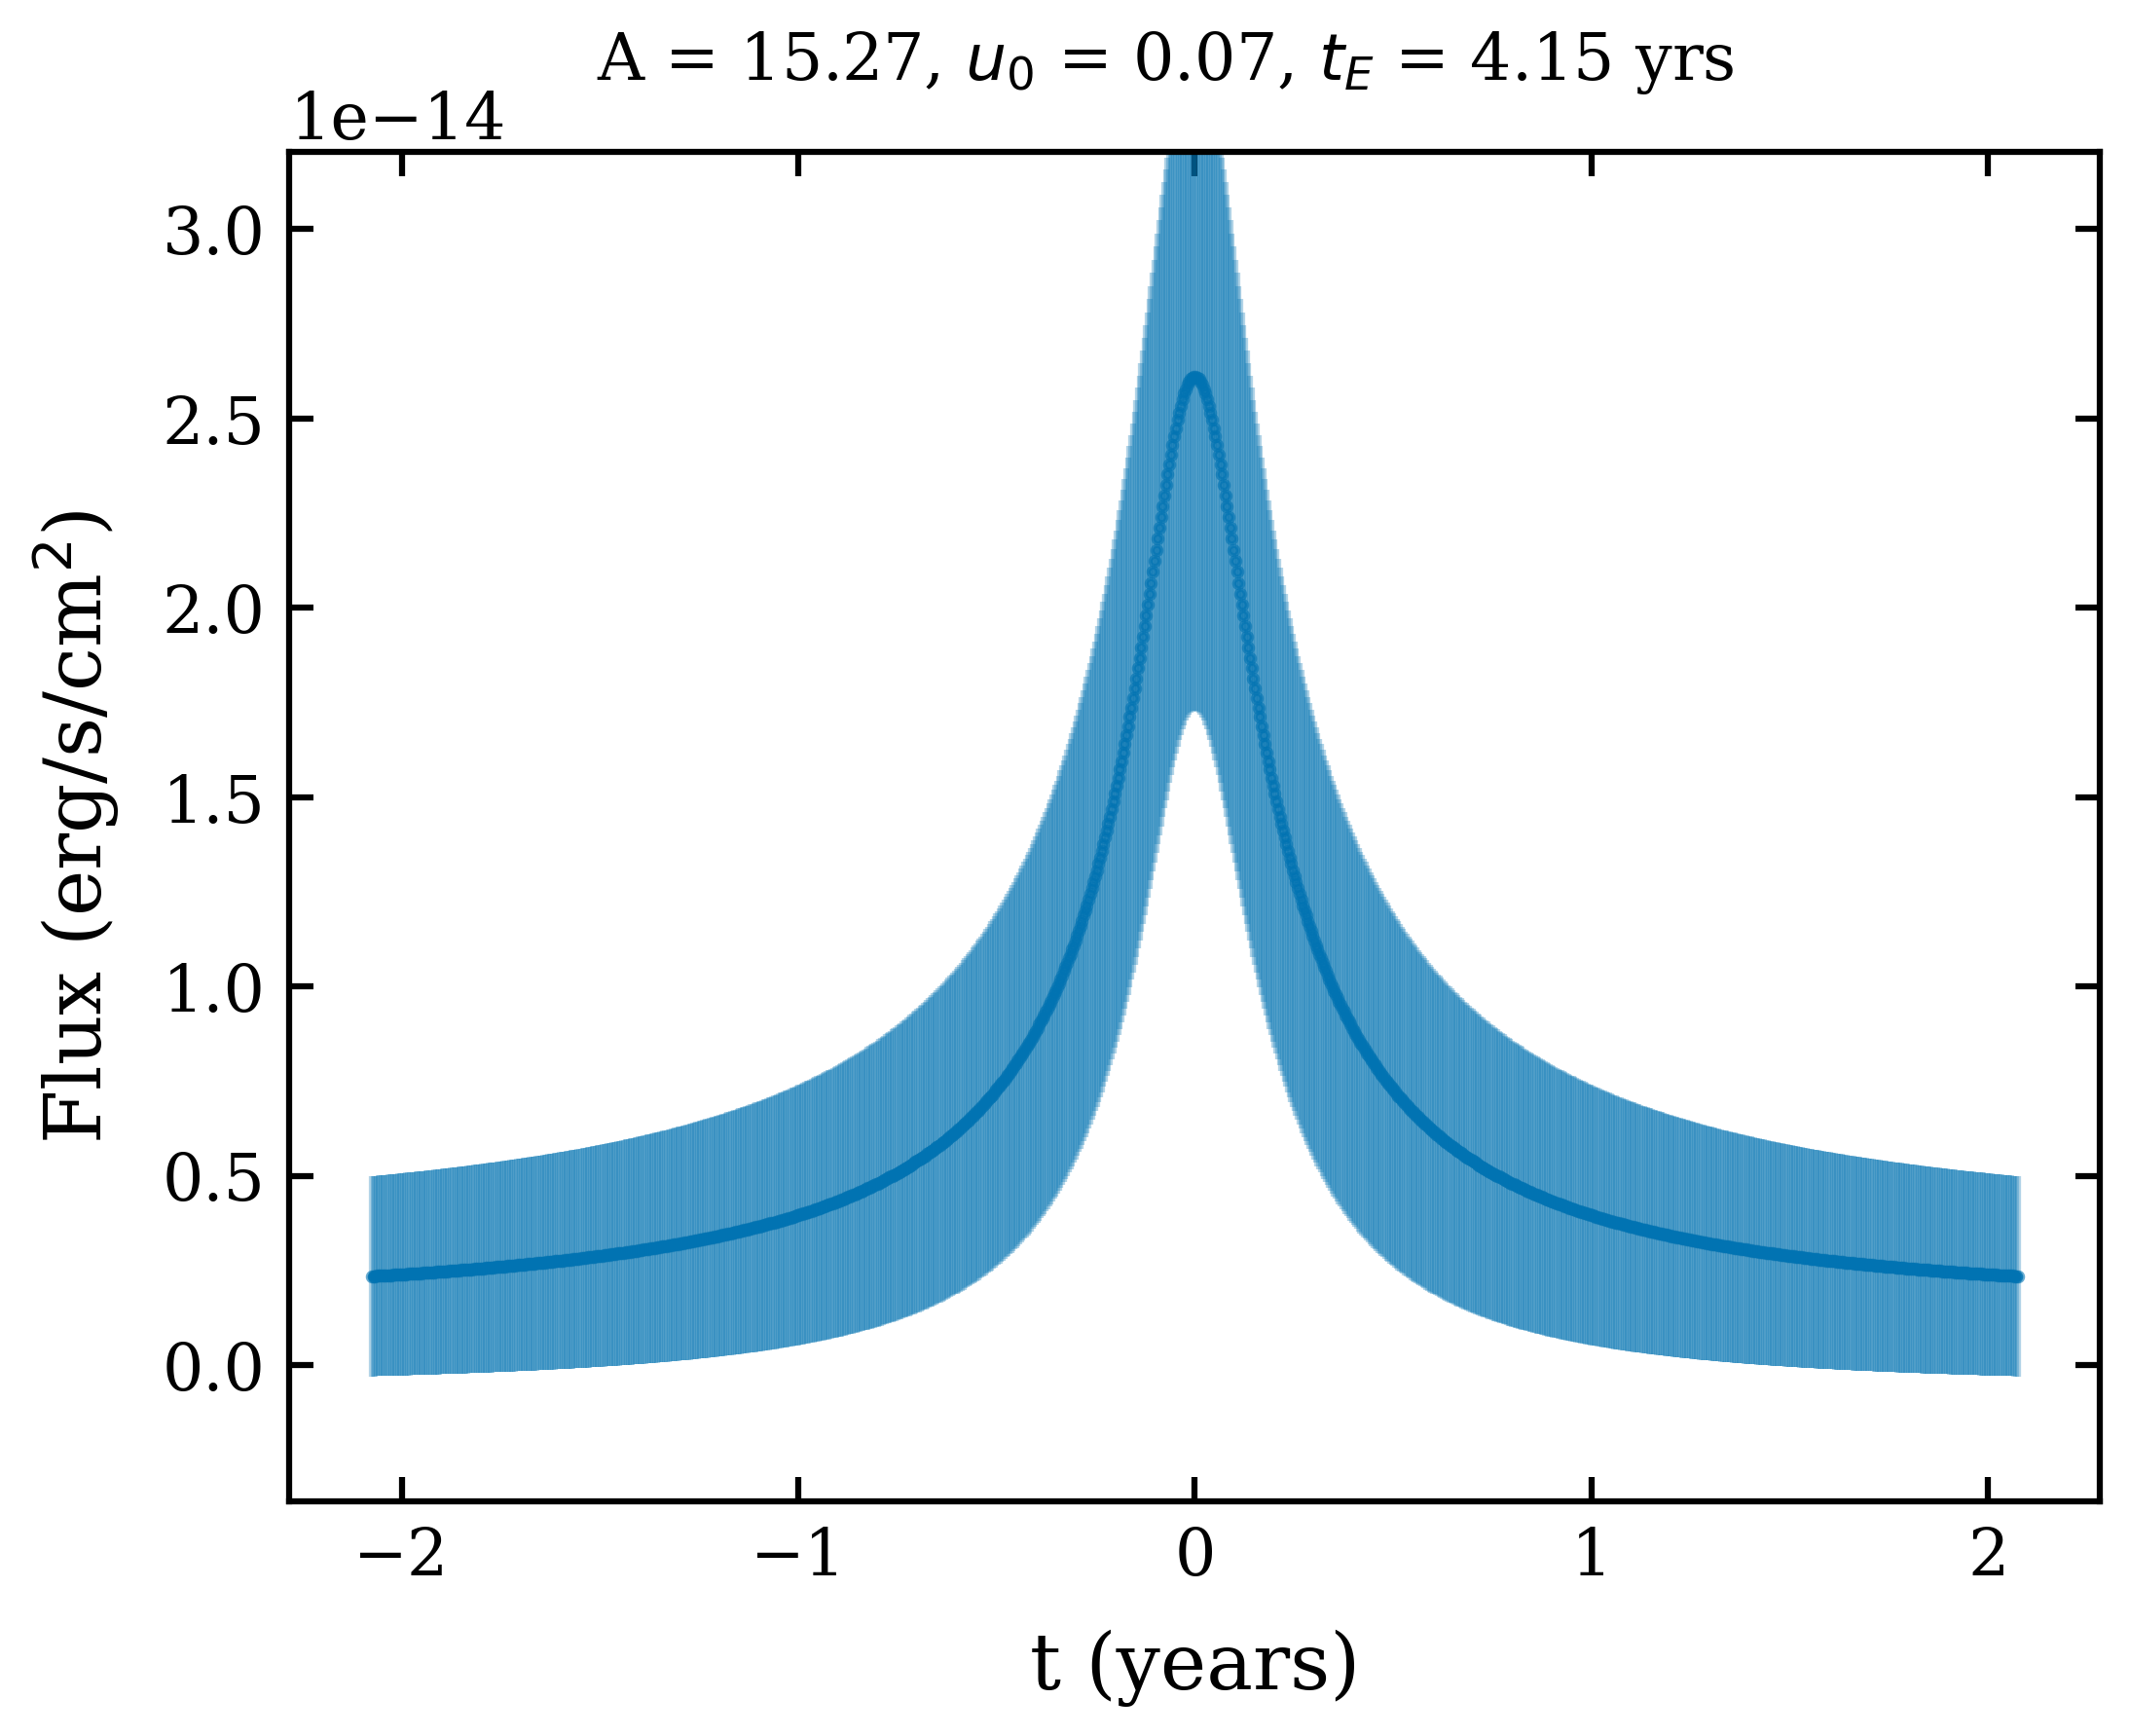 A = 15.27, u₀ = 0.07, t_E = 4.15 yrs
1e−14
3.0
2.5
2.0
1.5
1.0
0.5
0.0
Flux (erg/s/cm²)
−2 −1 0 1 2
t (years)